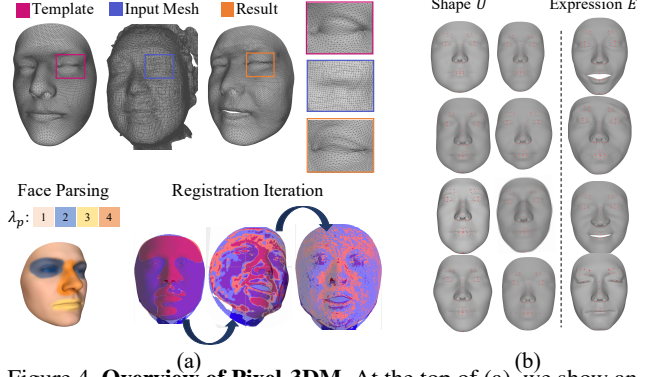 Template Input Mesh Result
Shape U Expression E
Face Parsing
λp: 1 2 3 4
Registration Iteration
(a)
(b)
Figure 4. Overview of Pixel-3DM. At the top of (a), we show an